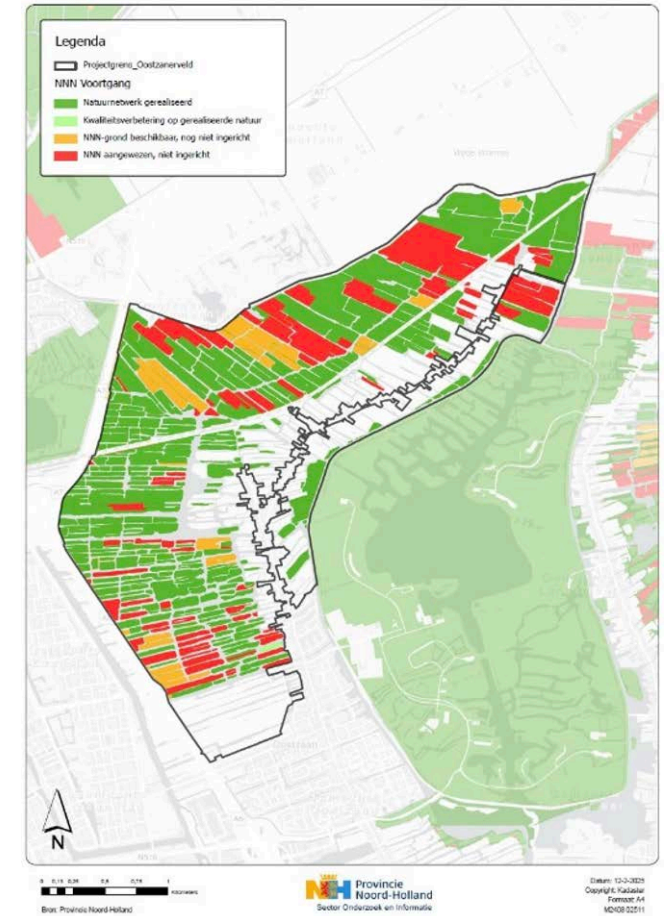 Legenda
Projectgrens_Oostzanerveld
NNN Voortgang
Natuurnetwerk gerealiseerd
Kwaliteitsverbetering op gerealiseerde natuur
NNN-grond beschikbaar, nog niet ingericht
NNN aangewezen, niet ingericht
N
Kilometers
Bron: Provincie Noord-Holland
Provincie
Noord-Holland
Sector Onderzoek en Informatie
Copyright: Kadaster
Formaat: A4